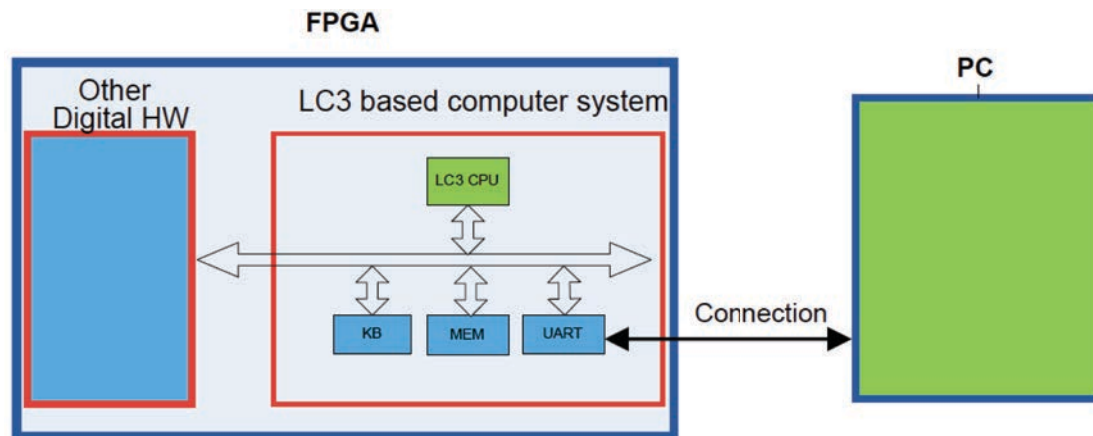 FPGA
PC
Other
Digital HW
LC3 based computer system
LC3 CPU
KB
MEM
UART
Connection